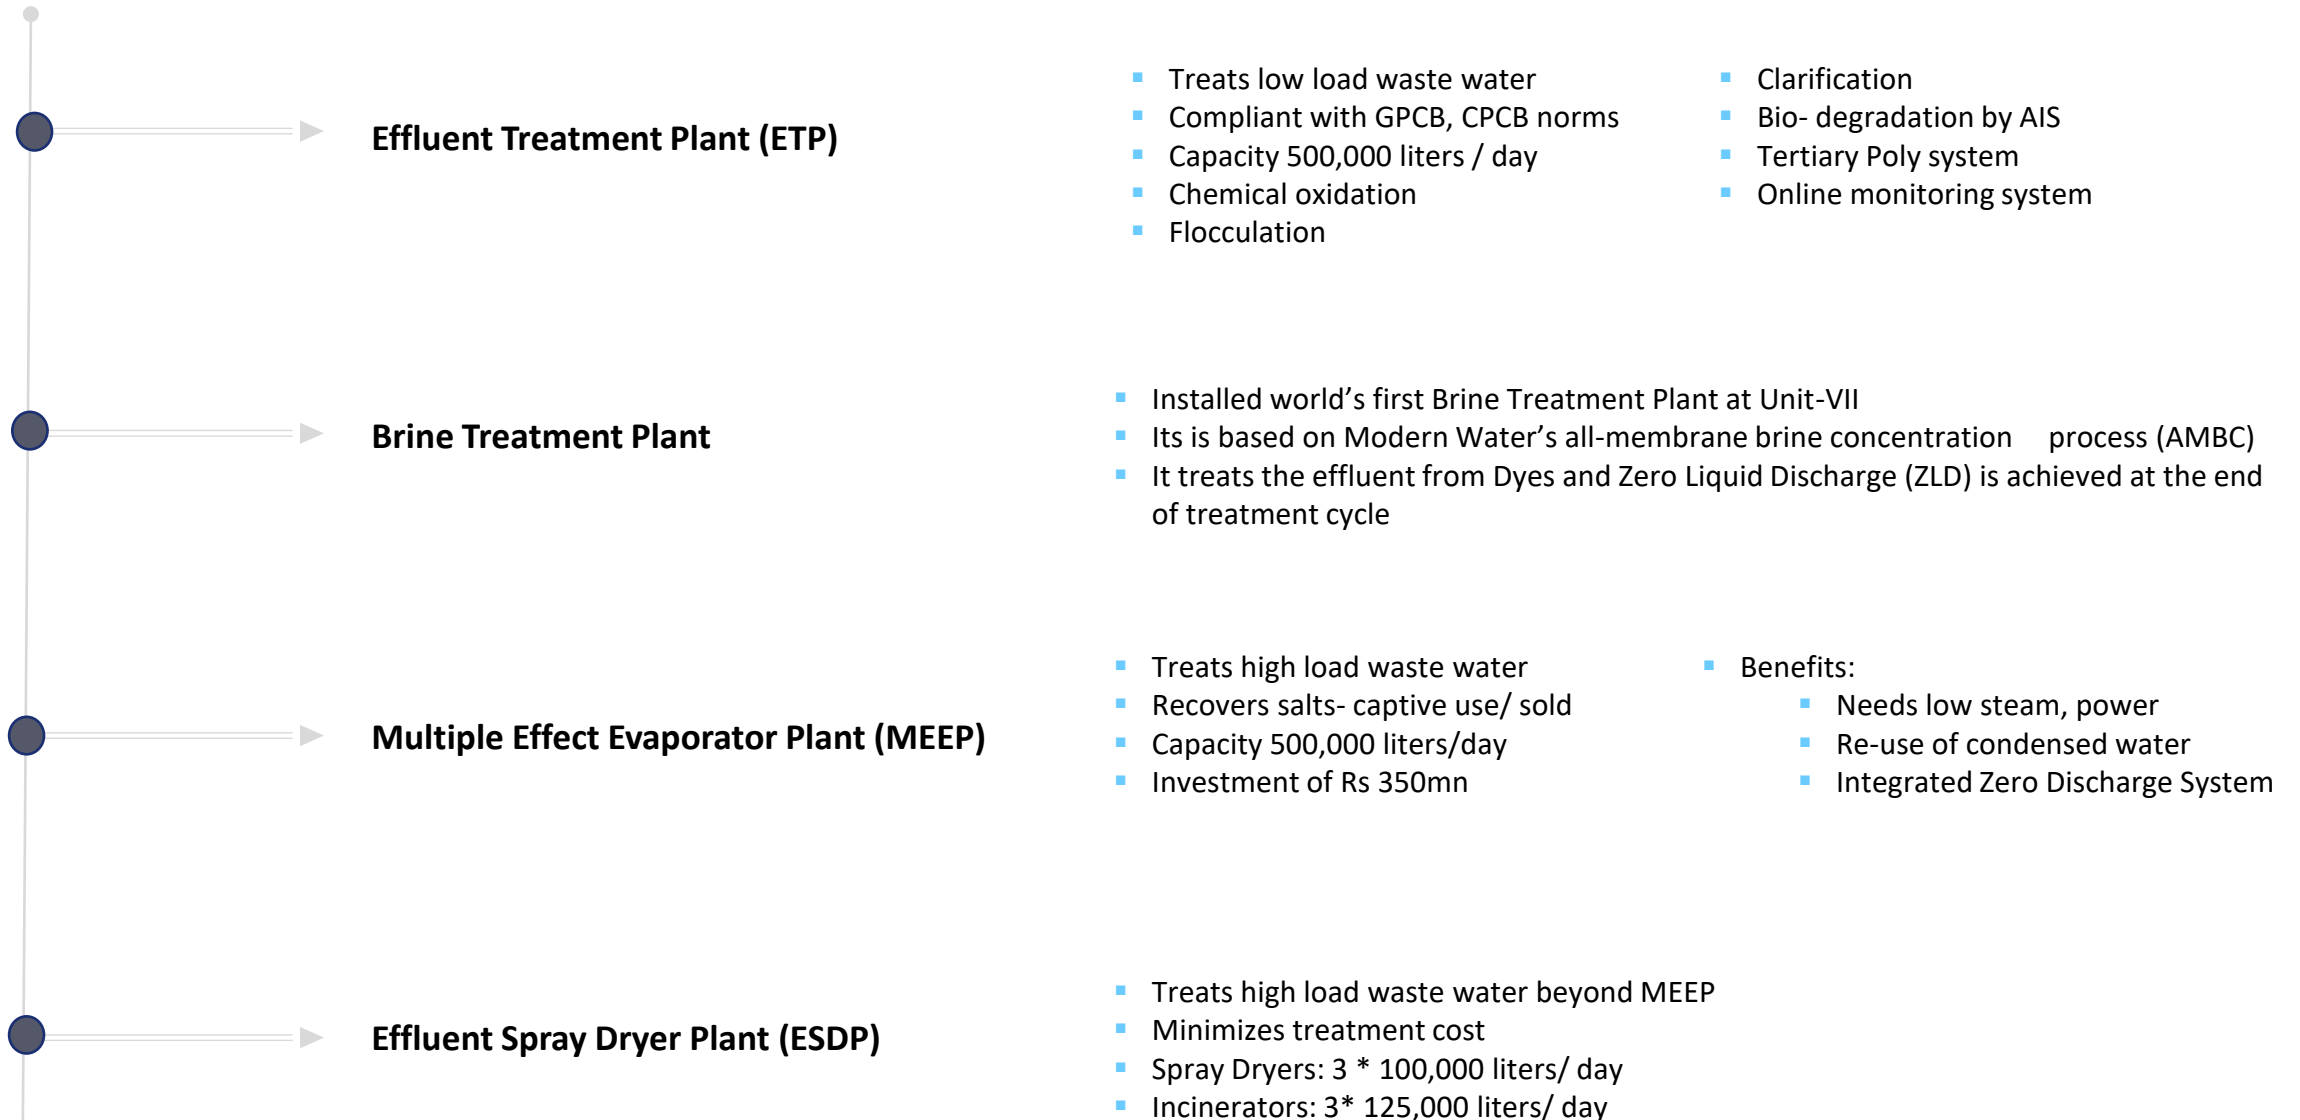 Effluent Treatment Plant (ETP)
Treats low load waste water
Compliant with GPCB, CPCB norms
Capacity 500,000 liters / day
Chemical oxidation
Flocculation
Clarification
Bio- degradation by AIS
Tertiary Poly system
Online monitoring system
Brine Treatment Plant
Installed world’s first Brine Treatment Plant at Unit-VII
Its is based on Modern Water’s all-membrane brine concentration process (AMBC)
It treats the effluent from Dyes and Zero Liquid Discharge (ZLD) is achieved at the end
of treatment cycle
Multiple Effect Evaporator Plant (MEEP)
Treats high load waste water
Recovers salts- captive use/ sold
Capacity 500,000 liters/day
Investment of Rs 350mn
Benefits:
Needs low steam, power
Re-use of condensed water
Integrated Zero Discharge System
Effluent Spray Dryer Plant (ESDP)
Treats high load waste water beyond MEEP
Minimizes treatment cost
Spray Dryers: 3 * 100,000 liters/ day
Incinerators: 3* 125,000 liters/ day